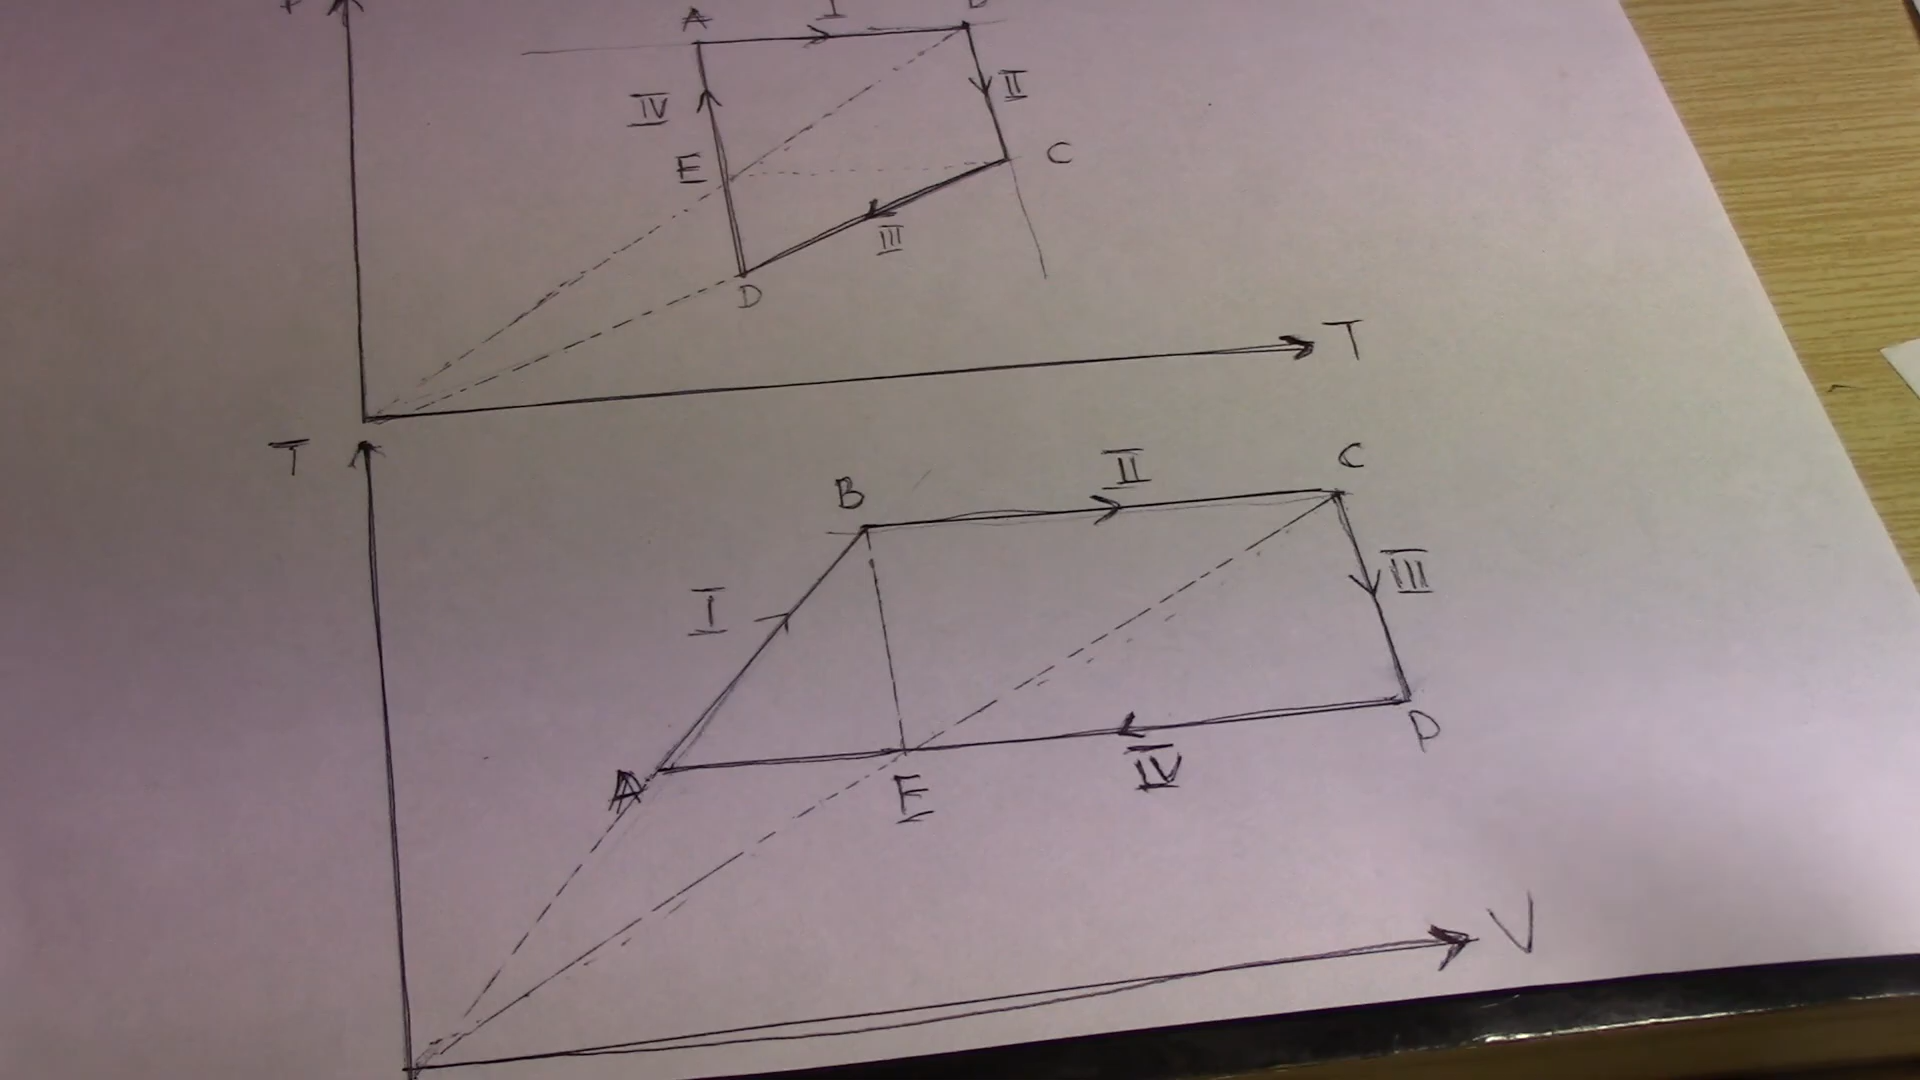 A I
IV II
E C
III
D
T
T
B II C
I III
A E IV D
V